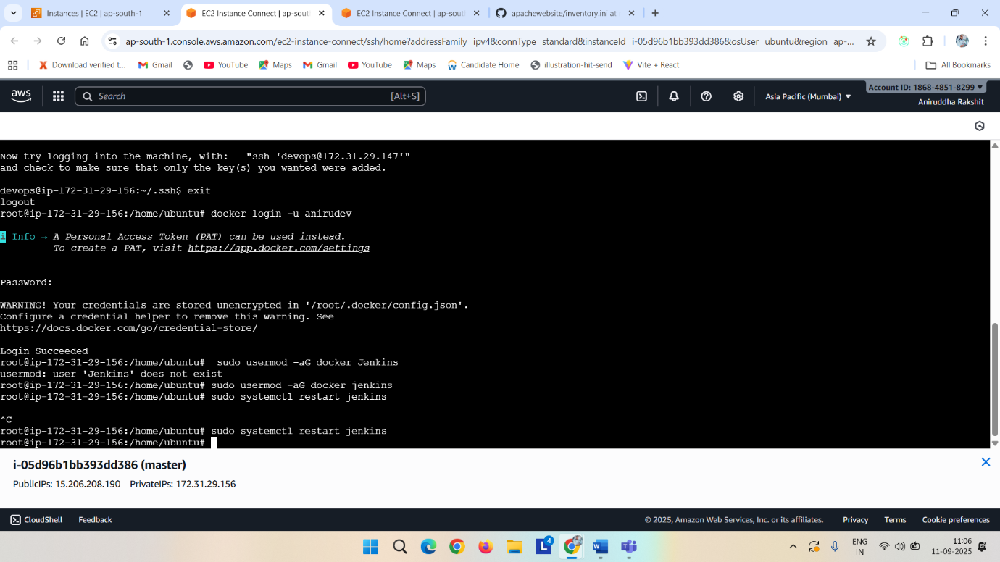 Instances | EC2 | ap-south-1
EC2 Instance Connect | ap-sou
EC2 Instance Connect | ap-sou
apachewebsite/inventory.ini at
ap-south-1.console.aws.amazon.com/ec2-instance-connect/ssh/home?addressFamily=ipv4&connType=standard&instanceId=i-05d96b1bb393dd386&osUser=ubuntu&region=ap-...
Download verified t...
Gmail
YouTube
Maps
Gmail
YouTube
Maps
Candidate Home
illustration-hit-send
Vite + React
All Bookmarks
aws
Search
[Alt+S]
Asia Pacific (Mumbai)
Account ID: 1868-4851-8299
Aniruddha Rakshit
Now try logging into the machine, with:   "ssh 'devops@172.31.29.147'"
and check to make sure that only the key(s) you wanted were added.
devops@ip-172-31-29-156:~/.ssh$ exit
logout
root@ip-172-31-29-156:/home/ubuntu# docker login -u anirudev
i Info → A Personal Access Token (PAT) can be used instead.
To create a PAT, visit https://app.docker.com/settings
Password:
WARNING! Your credentials are stored unencrypted in '/root/.docker/config.json'.
Configure a credential helper to remove this warning. See
https://docs.docker.com/go/credential-store/
Login Succeeded
root@ip-172-31-29-156:/home/ubuntu#  sudo usermod -aG docker Jenkins
usermod: user 'Jenkins' does not exist
root@ip-172-31-29-156:/home/ubuntu# sudo usermod -aG docker jenkins
root@ip-172-31-29-156:/home/ubuntu# sudo systemctl restart jenkins
^C
root@ip-172-31-29-156:/home/ubuntu# sudo systemctl restart jenkins
root@ip-172-31-29-156:/home/ubuntu#
i-05d96b1bb393dd386 (master)
PublicIPs: 15.206.208.190 PrivateIPs: 172.31.29.156
CloudShell
Feedback
© 2025, Amazon Web Services, Inc. or its affiliates.
Privacy
Terms
Cookie preferences
4
ENG
IN
11:06
11-09-2025